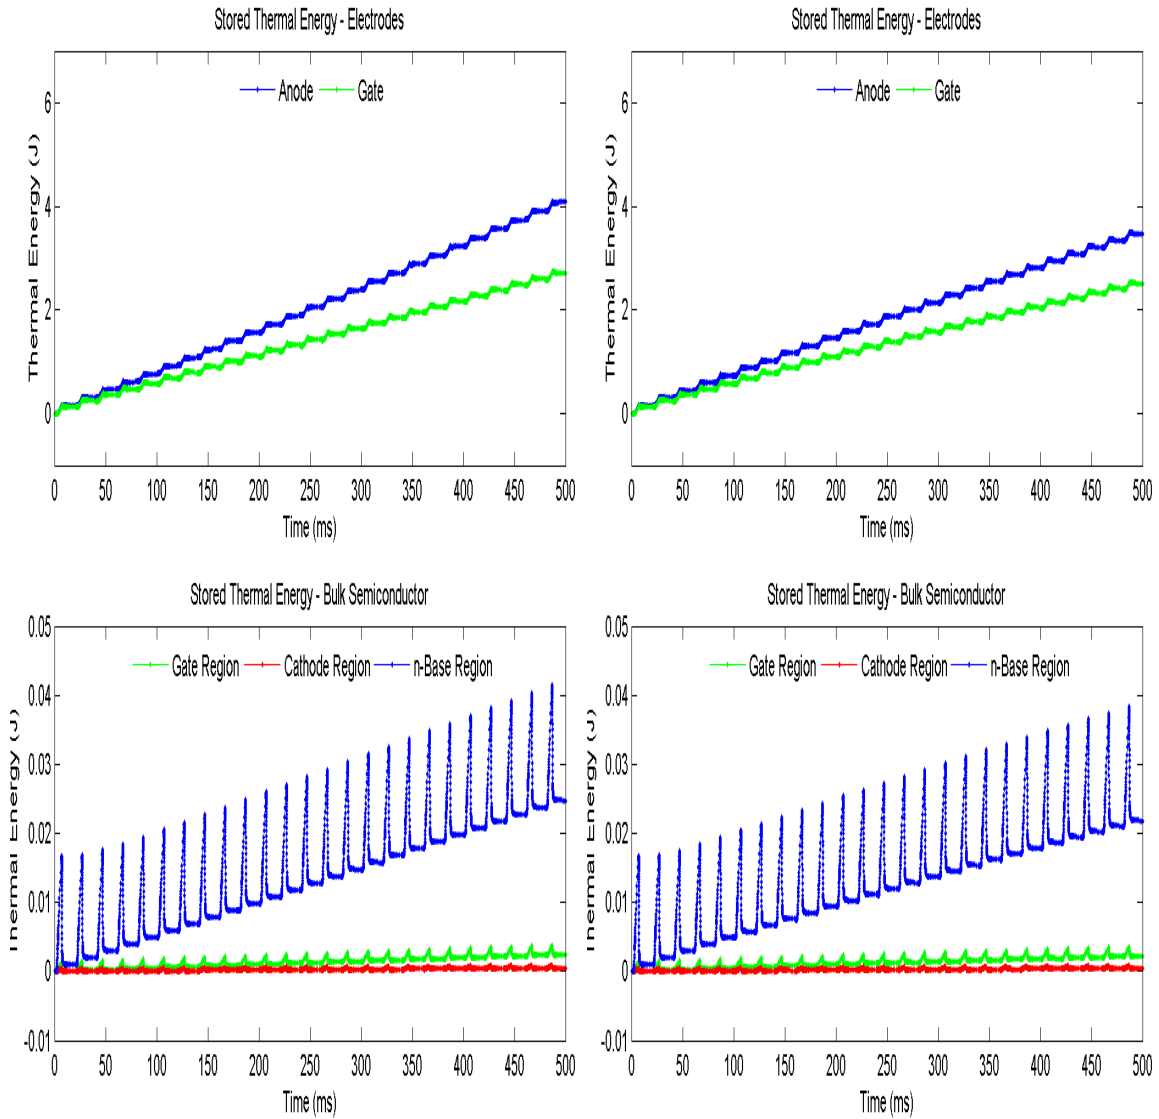 Stored Thermal Energy - Electrodes
Anode Gate
Thermal Energy (J)
6
4
2
0
0 50 100 150 200 250 300 350 400 450 500
Time (ms)
Stored Thermal Energy - Electrodes
Anode Gate
Thermal Energy (J)
6
4
2
0
0 50 100 150 200 250 300 350 400 450 500
Time (ms)
Stored Thermal Energy - Bulk Semiconductor
Gate Region Cathode Region n-Base Region
Thermal Energy (J)
0.05
0.04
0.03
0.02
0.01
0
-0.01
0 50 100 150 200 250 300 350 400 450 500
Time (ms)
Stored Thermal Energy - Bulk Semiconductor
Gate Region Cathode Region n-Base Region
Thermal Energy (J)
0.05
0.04
0.03
0.02
0.01
0
-0.01
0 50 100 150 200 250 300 350 400 450 500
Time (ms)